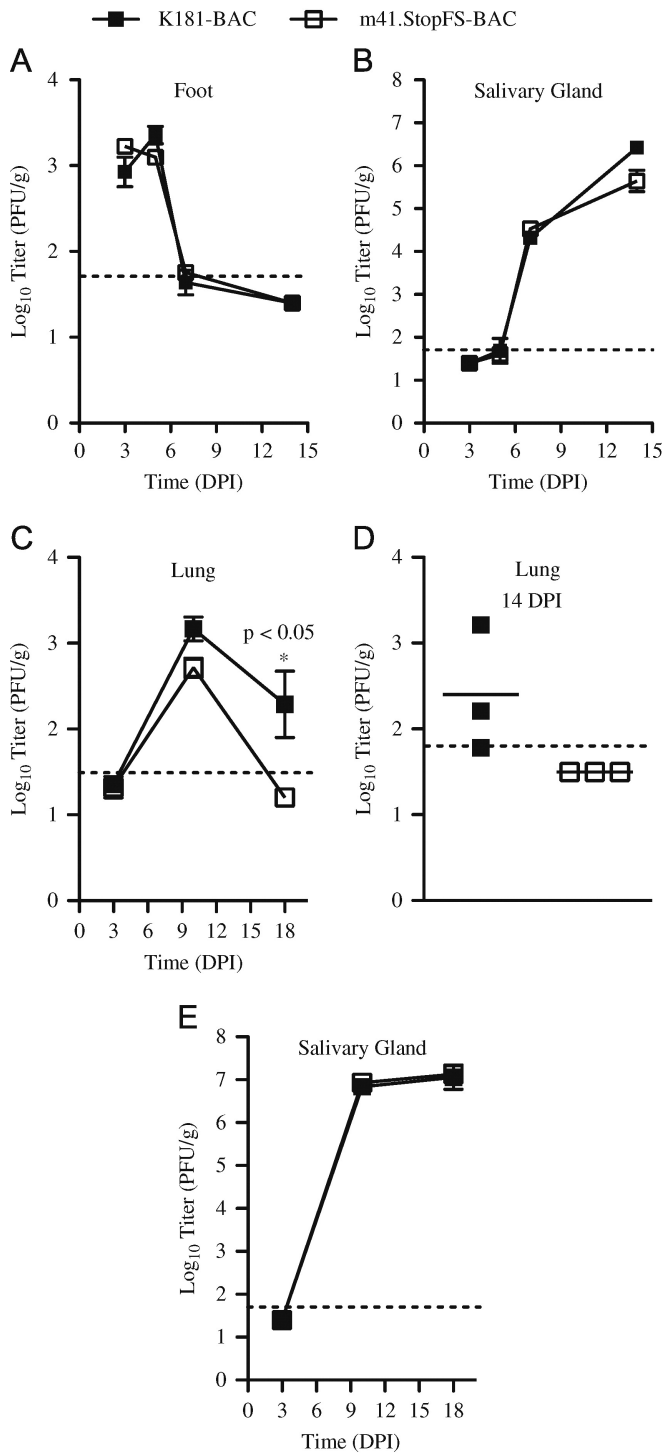 K181-BAC m41.StopFS-BAC
A
Foot
Log10 Titer (PFU/g)
4
3
2
1
0
0 3 6 9 12 15
Time (DPI)
B
Salivary Gland
Log10 Titer (PFU/g)
8
7
6
5
4
3
2
1
0
0 3 6 9 12 15
Time (DPI)
C
Lung
p < 0.05
*
Log10 Titer (PFU/g)
4
3
2
1
0
0 3 6 9 12 15 18
Time (DPI)
D
Lung
14 DPI
Log10 Titer (PFU/g)
4
3
2
1
0
E
Salivary Gland
Log10 Titer (PFU/g)
8
7
6
5
4
3
2
1
0
0 3 6 9 12 15 18
Time (DPI)